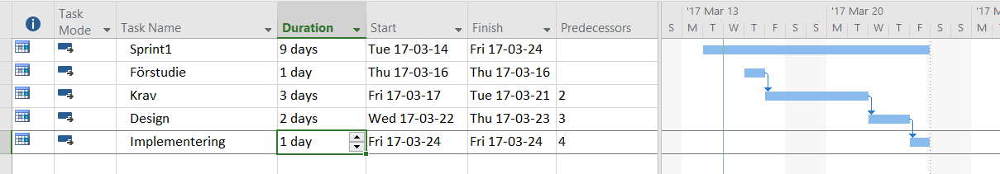 Task Mode Task Name Duration Start Finish Predecessors
'17 Mar 13 '17 Mar 20 '17 M
S M T W T F S S M T W T F S S M T
Sprint1 9 days Tue 17-03-14 Fri 17-03-24
Förstudie 1 day Thu 17-03-16 Thu 17-03-16
Krav 3 days Fri 17-03-17 Tue 17-03-21 2
Design 2 days Wed 17-03-22 Thu 17-03-23 3
Implementering 1 day Fri 17-03-24 Fri 17-03-24 4